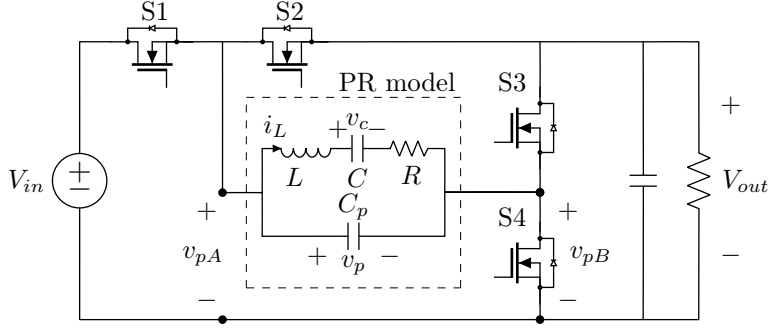 S1 S2
PR model
S3
i_L + v_c −
L C R
V_in + −
C_p
S4
+ v_pA −
+ v_p −
+ v_pB −
+ V_out −